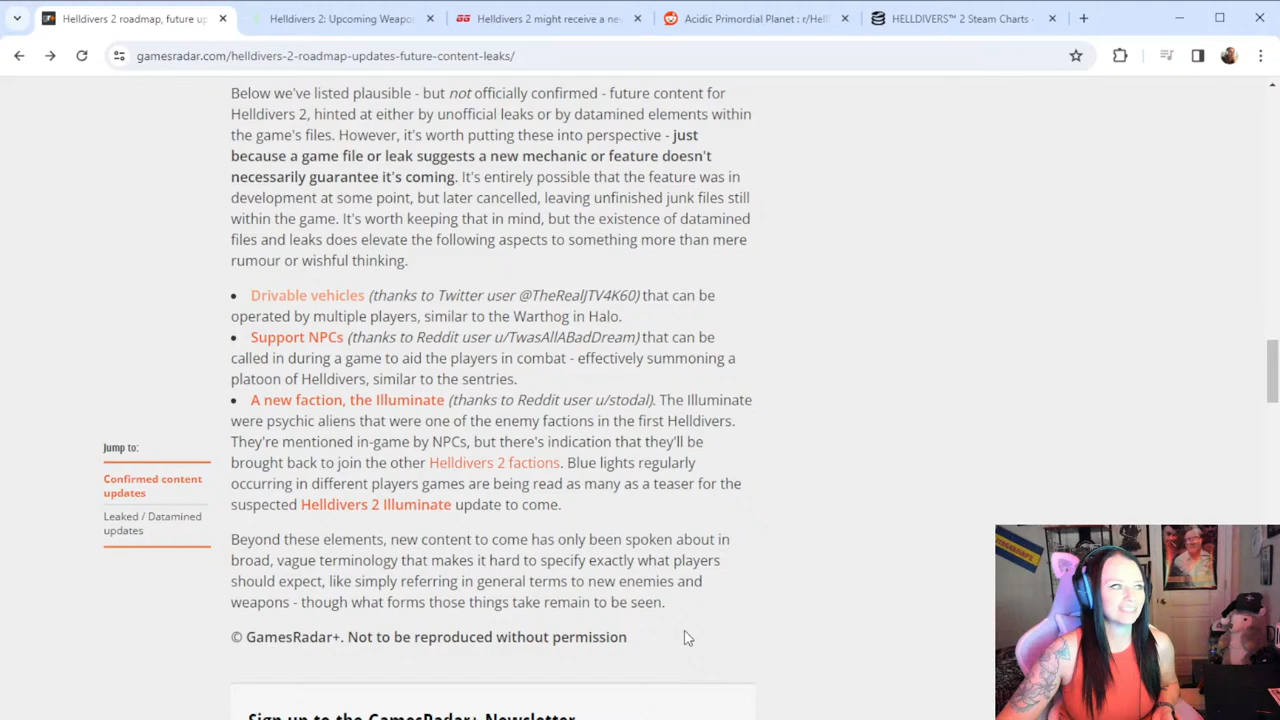 Helldivers 2 roadmap, future up
Helldivers 2: Upcoming Weapo
Helldivers 2 might receive a ne
Acidic Primordial Planet : r/Hell
HELLDIVERS™ 2 Steam Charts
gamesradar.com/helldivers-2-roadmap-updates-future-content-leaks/
Below we've listed plausible - but not officially confirmed - future content for
Helldivers 2, hinted at either by unofficial leaks or by datamined elements within
the game's files. However, it's worth putting these into perspective - just
because a game file or leak suggests a new mechanic or feature doesn't
necessarily guarantee it's coming. It's entirely possible that the feature was in
development at some point, but later cancelled, leaving unfinished junk files still
within the game. It's worth keeping that in mind, but the existence of datamined
files and leaks does elevate the following aspects to something more than mere
rumour or wishful thinking.
• Drivable vehicles (thanks to Twitter user @TheRealJTV4K60) that can be
operated by multiple players, similar to the Warthog in Halo.
• Support NPCs (thanks to Reddit user u/TwasAllABadDream) that can be
called in during a game to aid the players in combat - effectively summoning a
platoon of Helldivers, similar to the sentries.
• A new faction, the Illuminate (thanks to Reddit user u/stodal). The Illuminate
were psychic aliens that were one of the enemy factions in the first Helldivers.
They're mentioned in-game by NPCs, but there's indication that they'll be
brought back to join the other Helldivers 2 factions. Blue lights regularly
occurring in different players games are being read as many as a teaser for the
suspected Helldivers 2 Illuminate update to come.
Jump to:
Confirmed content
updates
Leaked / Datamined
updates
Beyond these elements, new content to come has only been spoken about in
broad, vague terminology that makes it hard to specify exactly what players
should expect, like simply referring in general terms to new enemies and
weapons - though what forms those things take remain to be seen.
© GamesRadar+. Not to be reproduced without permission
Sign up to the GamesRadar+ Newsletter